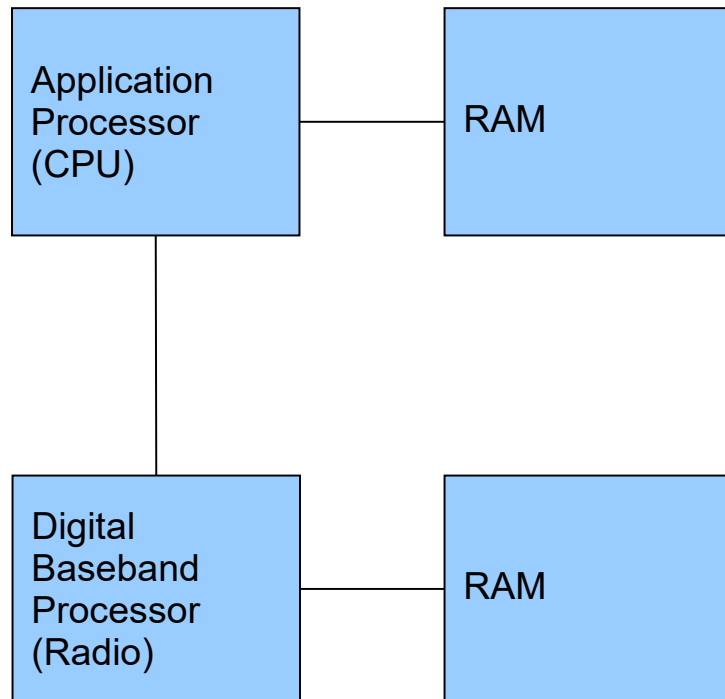 Application
Processor
(CPU)
RAM
Digital
Baseband
Processor
(Radio)
RAM